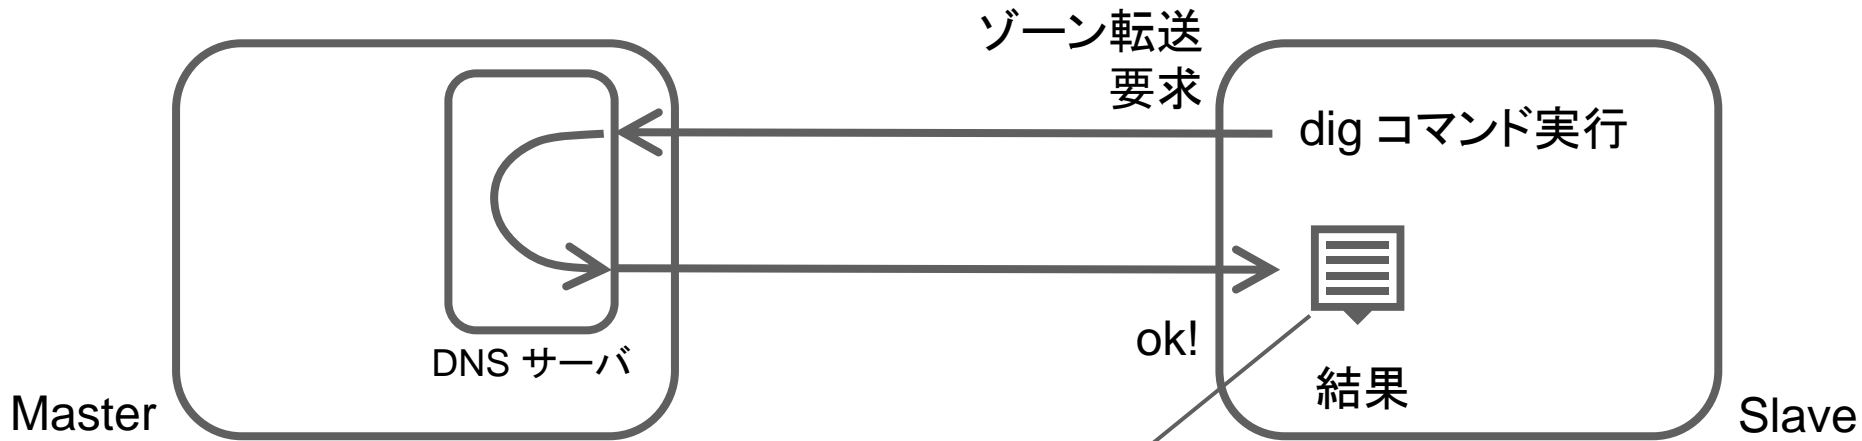 ゾーン転送
要求
dig コマンド実行
DNS サーバ
ok!
結果
Master
Slave